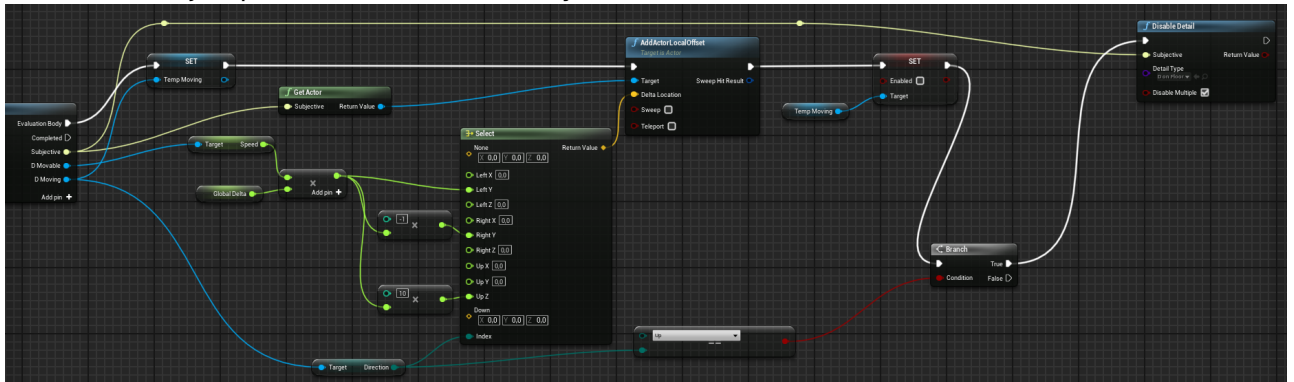 Disable Detail
Subjective
Return Value
Detail Type
Disable Multiple
AddActorLocalOffset
Target is Actor
Target
Sweep Hit Result
Delta Location
Sweep
Teleport
SET
Temp Moving
SET
Enabled
Target
Temp Moving
Get Actor
Subjective
Return Value
Evaluation Body
Completed
Subjective
D Movable
D Moving
Add pin +
Target
Speed
Global Delta
×
Add pin +
-1
×
10
×
Select
None
Return Value
X 0,0 Y 0,0 Z 0,0
Left X 0,0
Left Y
Left Z 0,0
Right X 0,0
Right Y
Right Z 0,0
Up X 0,0
Up Y 0,0
Up Z
Down
X 0,0 Y 0,0 Z 0,0
Index
Branch
True
Condition
False
Up
==
Target
Direction